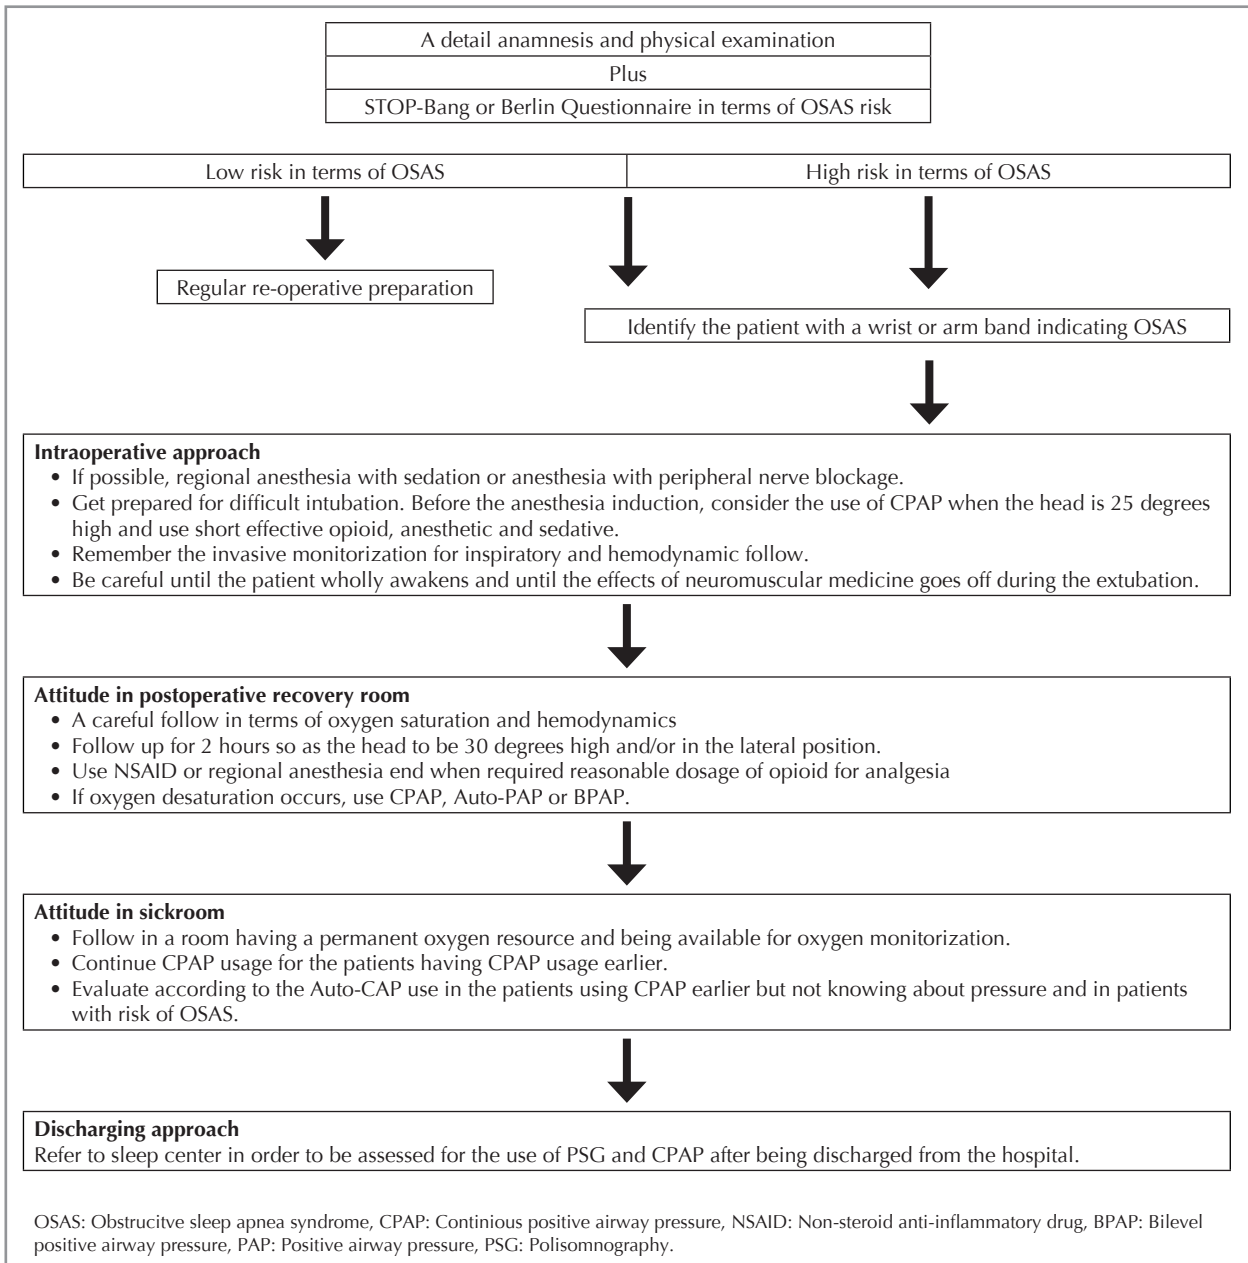 A detail anamnesis and physical examination
Plus
STOP-Bang or Berlin Questionnaire in terms of OSAS risk
Low risk in terms of OSAS
High risk in terms of OSAS
Regular re-operative preparation
Identify the patient with a wrist or arm band indicating OSAS
Intraoperative approach
• If possible, regional anesthesia with sedation or anesthesia with peripheral nerve blockage.
• Get prepared for difficult intubation. Before the anesthesia induction, consider the use of CPAP when the head is 25 degrees
high and use short effective opioid, anesthetic and sedative.
• Remember the invasive monitorization for inspiratory and hemodynamic follow.
• Be careful until the patient wholly awakens and until the effects of neuromuscular medicine goes off during the extubation.
Attitude in postoperative recovery room
• A careful follow in terms of oxygen saturation and hemodynamics
• Follow up for 2 hours so as the head to be 30 degrees high and/or in the lateral position.
• Use NSAID or regional anesthesia end when required reasonable dosage of opioid for analgesia
• If oxygen desaturation occurs, use CPAP, Auto-PAP or BPAP.
Attitude in sickroom
• Follow in a room having a permanent oxygen resource and being available for oxygen monitorization.
• Continue CPAP usage for the patients having CPAP usage earlier.
• Evaluate according to the Auto-CAP use in the patients using CPAP earlier but not knowing about pressure and in patients
with risk of OSAS.
Discharging approach
Refer to sleep center in order to be assessed for the use of PSG and CPAP after being discharged from the hospital.
OSAS: Obstrucitve sleep apnea syndrome, CPAP: Continious positive airway pressure, NSAID: Non-steroid anti-inflammatory drug, BPAP: Bilevel
positive airway pressure, PAP: Positive airway pressure, PSG: Polisomnography.